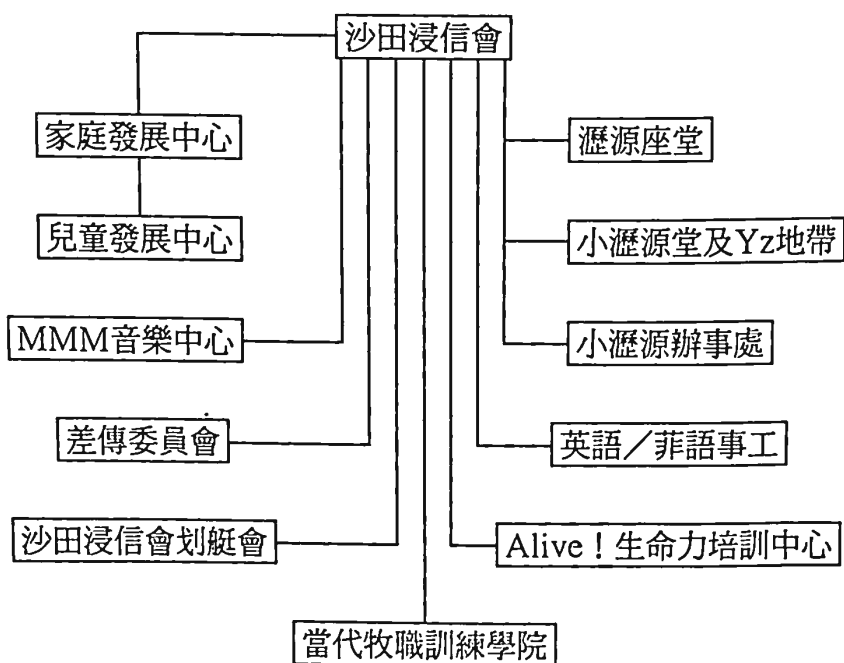 沙田浸信會
家庭發展中心
瀝源座堂
兒童發展中心
小瀝源堂及Yz地帶
MMM音樂中心
小瀝源辦事處
差傳委員會
英語／菲語事工
沙田浸信會划艇會
Alive！生命力培訓中心
當代牧職訓練學院